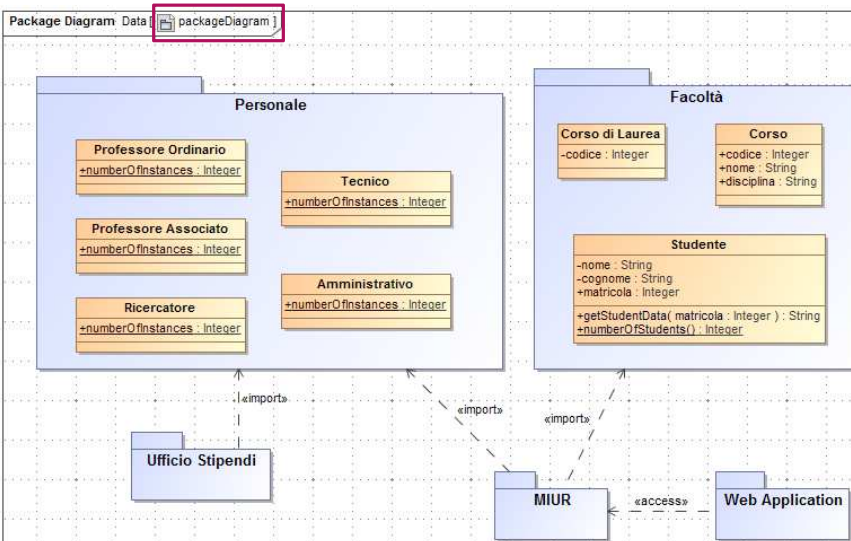 Package Diagram Data [ packageDiagram ]
Personale
Professore Ordinario
+numberOfInstances : Integer
Professore Associato
+numberOfInstances : Integer
Ricercatore
+numberOfInstances : Integer
Tecnico
+numberOfInstances : Integer
Amministrativo
+numberOfInstances : Integer
Facoltà
Corso di Laurea
-codice : Integer
Corso
+codice : Integer
+nome : String
+disciplina : String
Studente
-nome : String
-cognome : String
+matricola : Integer
+getStudentData( matricola : Integer ) : String
+numberOfStudents() : Integer
«import»
«import»
«import»
Ufficio Stipendi
MIUR
«access»
Web Application